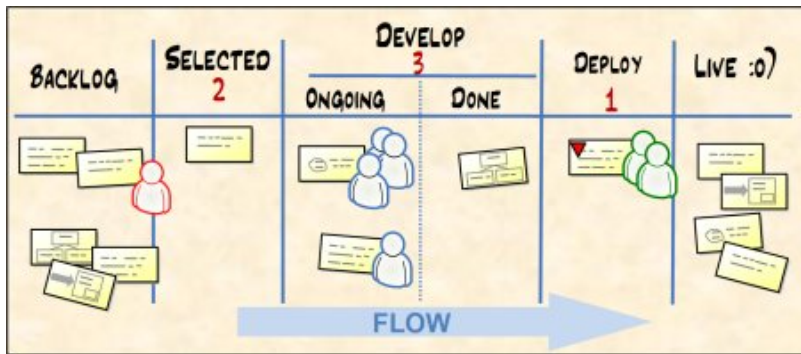 BACKLOG
SELECTED
2
DEVELOP
3
ONGOING
DONE
DEPLOY
1
LIVE :o)
FLOW